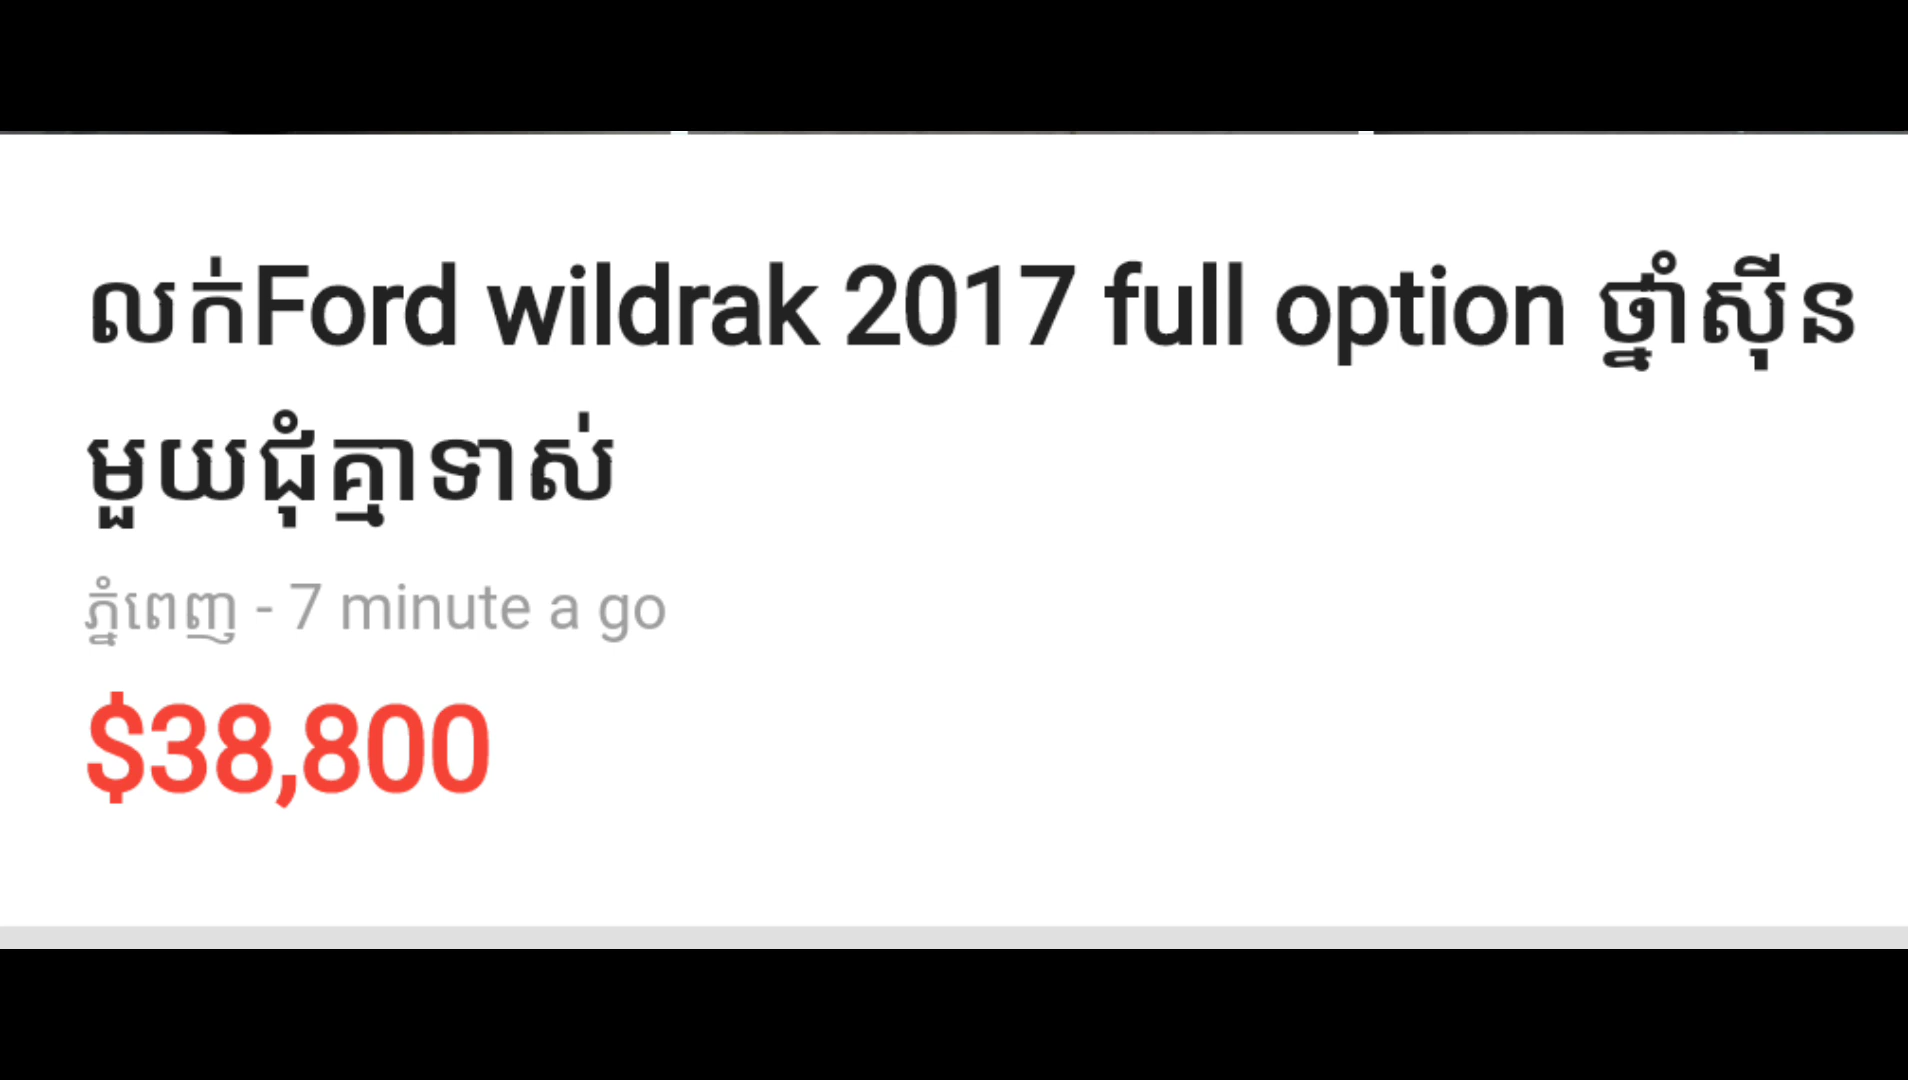 លក់Ford wildrak 2017 full option ថ្នាំស៊ីន
មួយជុំគ្មាទាស់
ភ្នំពេញ - 7 minute a go
$38,800